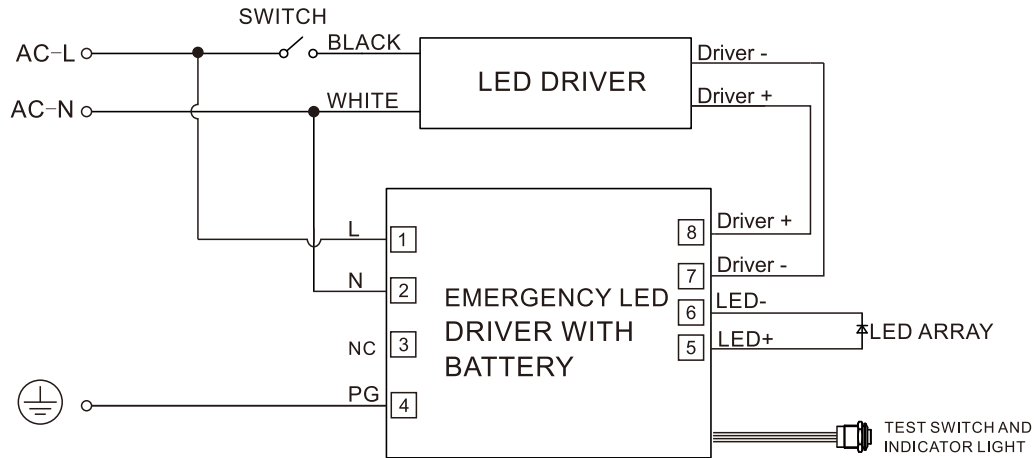 SWITCH
AC-L
BLACK
LED DRIVER
Driver -
Driver +
AC-N
WHITE
L
1
N
2
NC
3
PG
4
EMERGENCY LED
DRIVER WITH
BATTERY
8
Driver +
7
Driver -
6
LED-
5
LED+
LED ARRAY
TEST SWITCH AND
INDICATOR LIGHT